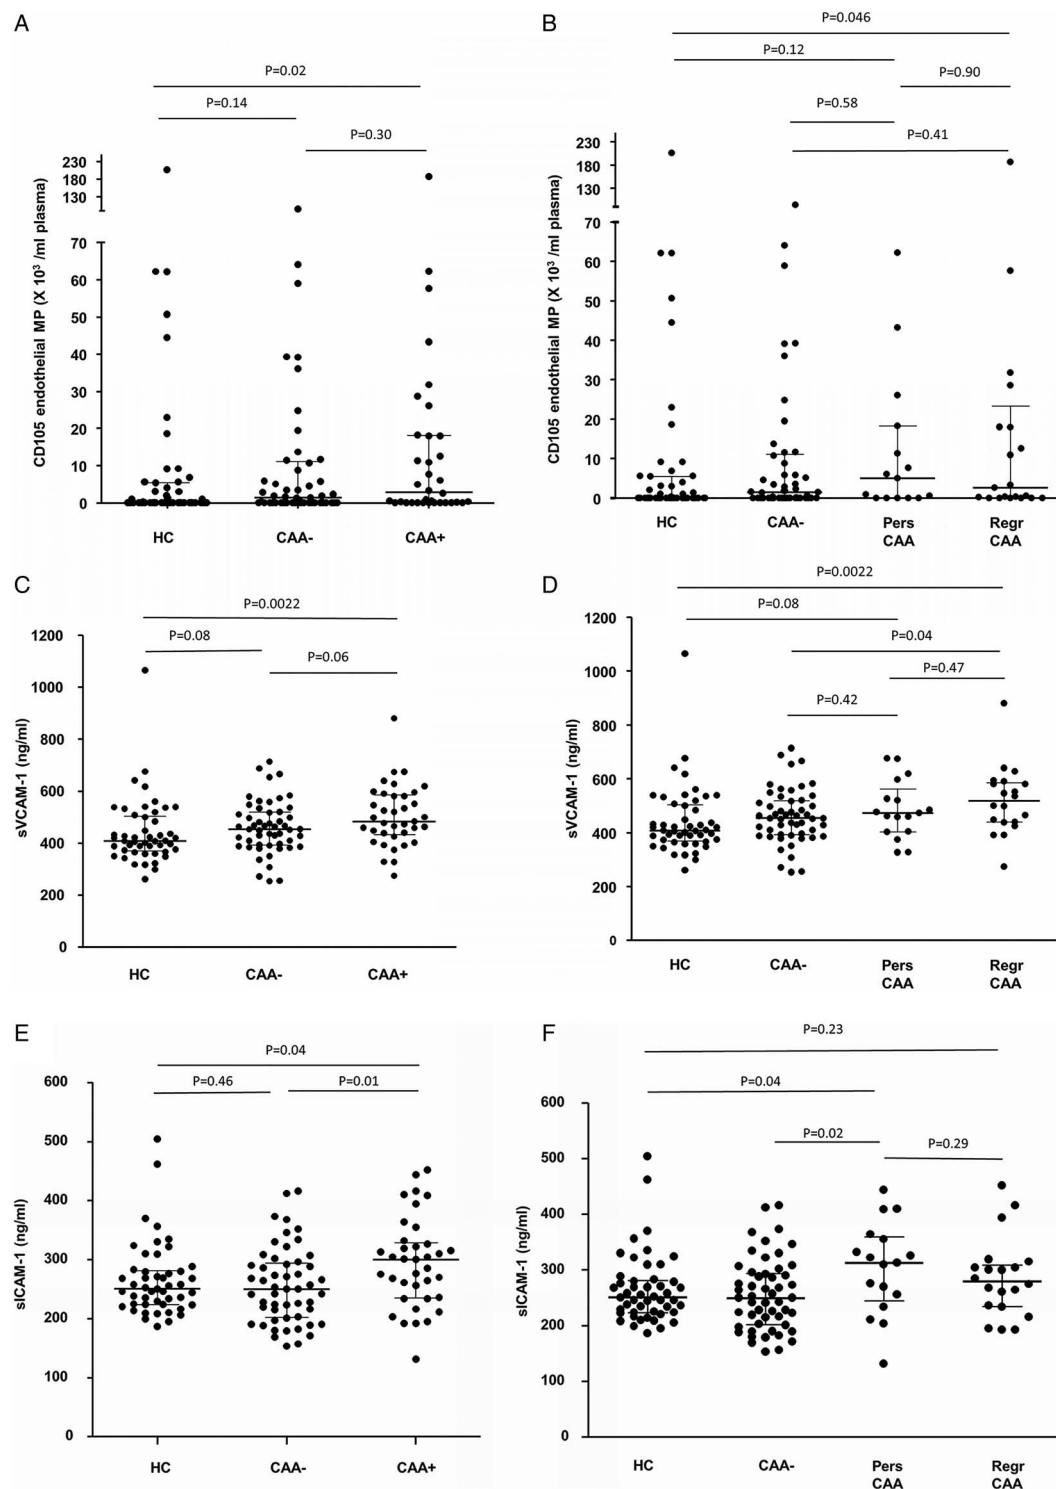 A
P=0.02
P=0.14
P=0.30
CD105 endothelial MP (X 10³ /ml plasma)
230
180
130
70
60
50
40
30
20
10
0
HC
CAA-
CAA+
B
P=0.046
P=0.12
P=0.90
P=0.58
P=0.41
CD105 endothelial MP (X 10³ /ml plasma)
230
180
130
70
60
50
40
30
20
10
0
HC
CAA-
Pers
CAA
Regr
CAA
C
P=0.0022
P=0.08
P=0.06
sVCAM-1 (ng/ml)
1200
1000
800
600
400
200
0
HC
CAA-
CAA+
D
P=0.0022
P=0.08
P=0.04
P=0.47
P=0.42
sVCAM-1 (ng/ml)
1200
1000
800
600
400
200
0
HC
CAA-
Pers
CAA
Regr
CAA
E
P=0.04
P=0.46
P=0.01
sICAM-1 (ng/ml)
600
500
400
300
200
100
0
HC
CAA-
CAA+
F
P=0.23
P=0.04
P=0.02
P=0.29
sICAM-1 (ng/ml)
600
500
400
300
200
100
0
HC
CAA-
Pers
CAA
Regr
CAA